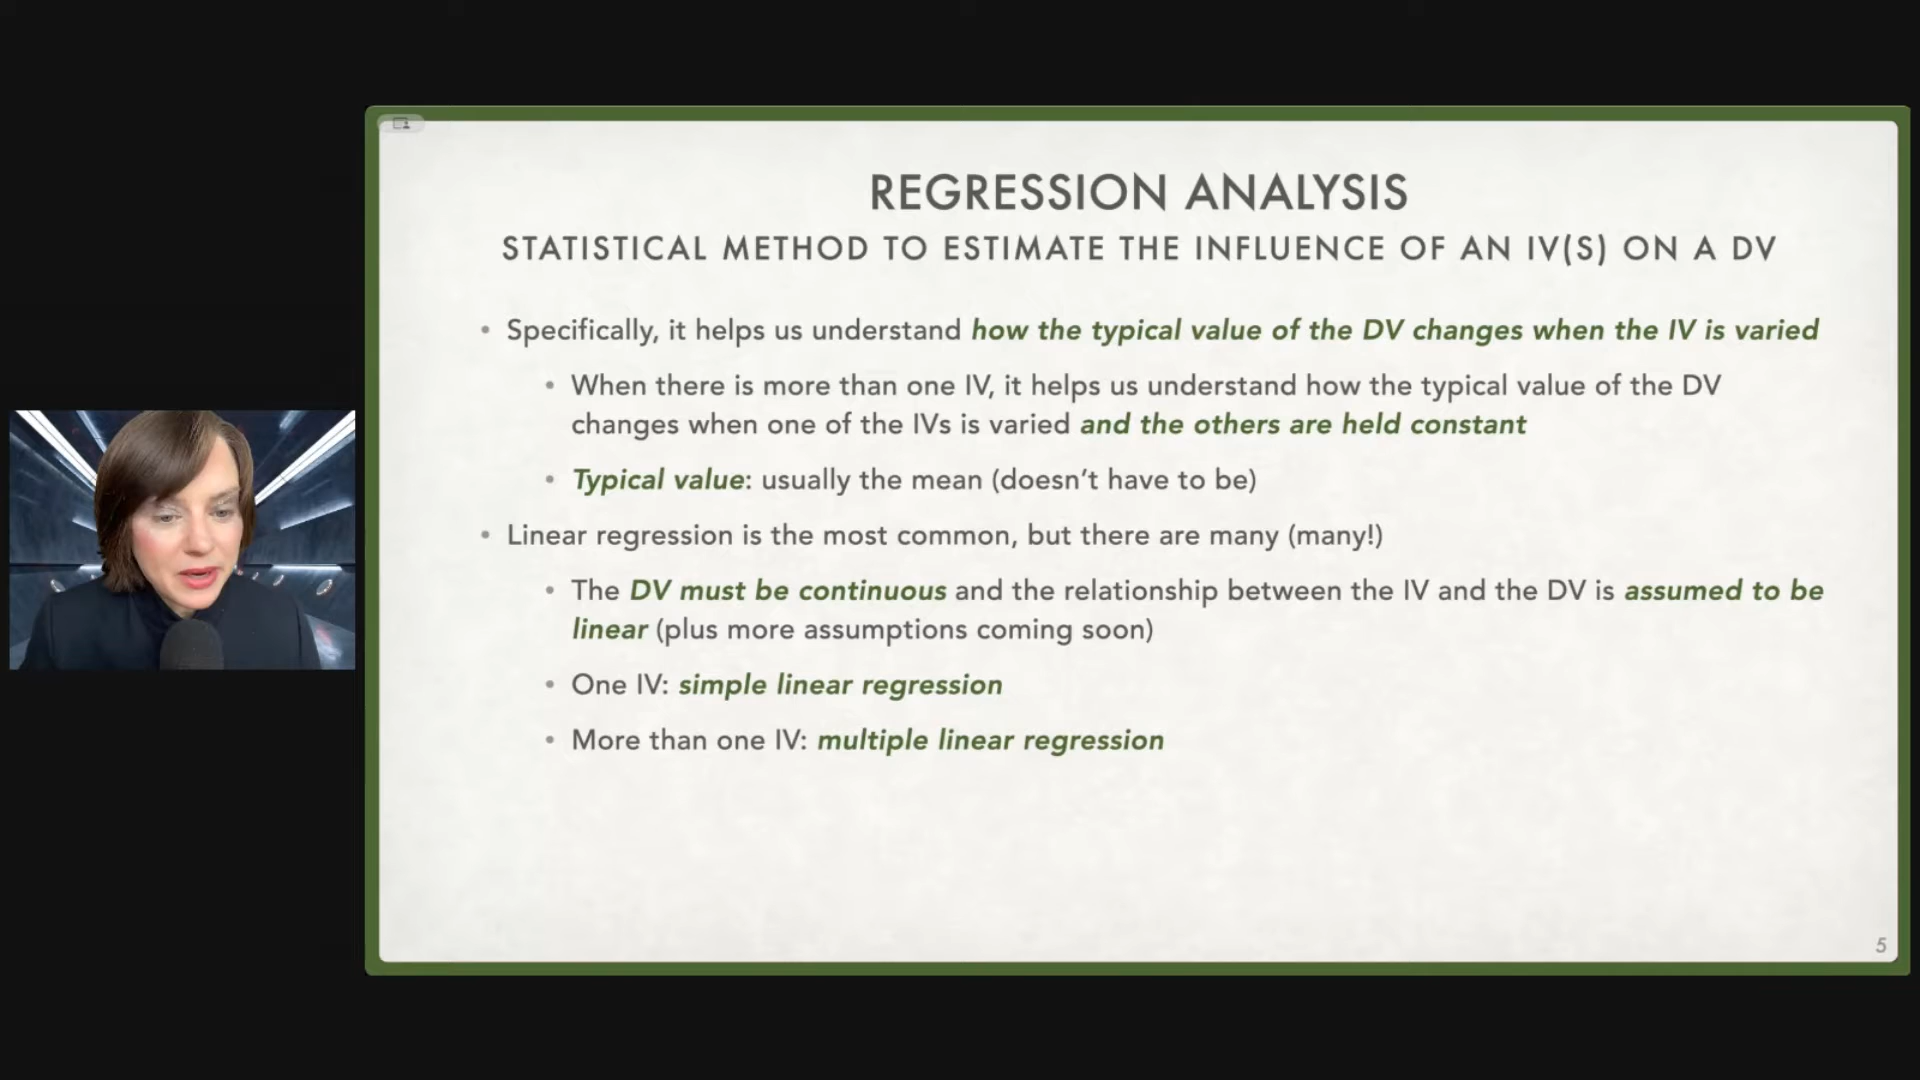 REGRESSION ANALYSIS
STATISTICAL METHOD TO ESTIMATE THE INFLUENCE OF AN IV(S) ON A DV
• Specifically, it helps us understand how the typical value of the DV changes when the IV is varied
• When there is more than one IV, it helps us understand how the typical value of the DV
changes when one of the IVs is varied and the others are held constant
• Typical value: usually the mean (doesn’t have to be)
• Linear regression is the most common, but there are many (many!)
• The DV must be continuous and the relationship between the IV and the DV is assumed to be
linear (plus more assumptions coming soon)
• One IV: simple linear regression
• More than one IV: multiple linear regression
5